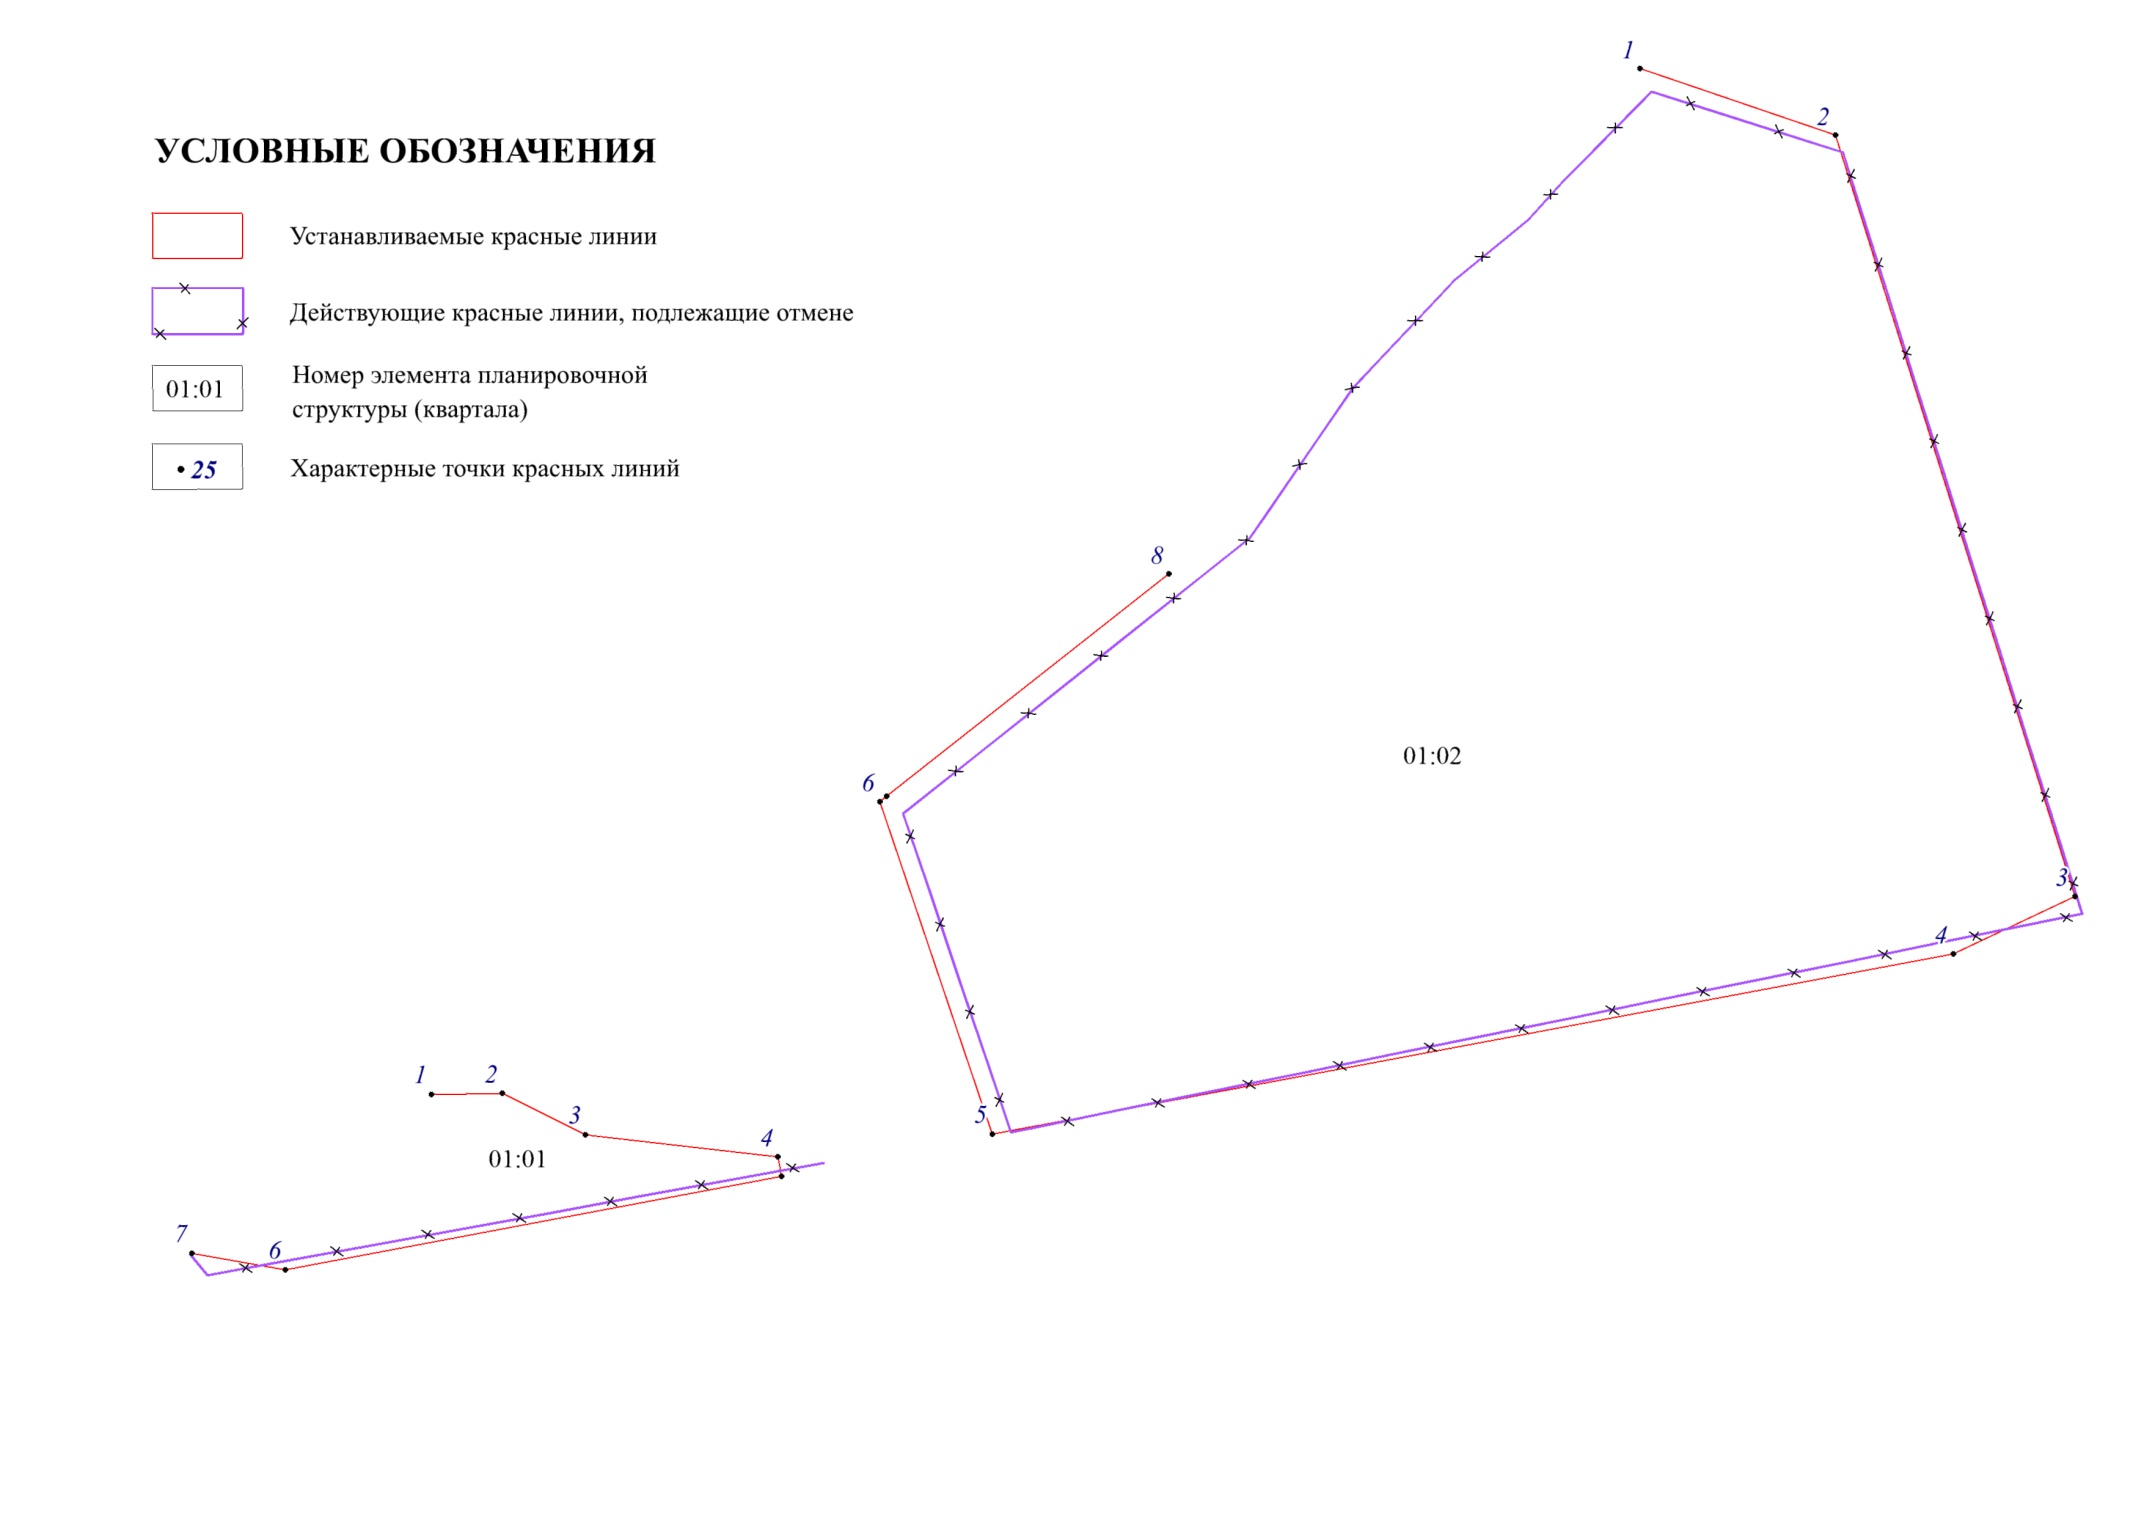 УСЛОВНЫЕ ОБОЗНАЧЕНИЯ
Устанавливаемые красные линии
Действующие красные линии, подлежащие отмене
01:01
Номер элемента планировочной
структуры (квартала)
25
Характерные точки красных линий
1
2
8
6
01:02
3
4
5
1
2
3
4
01:01
7
6